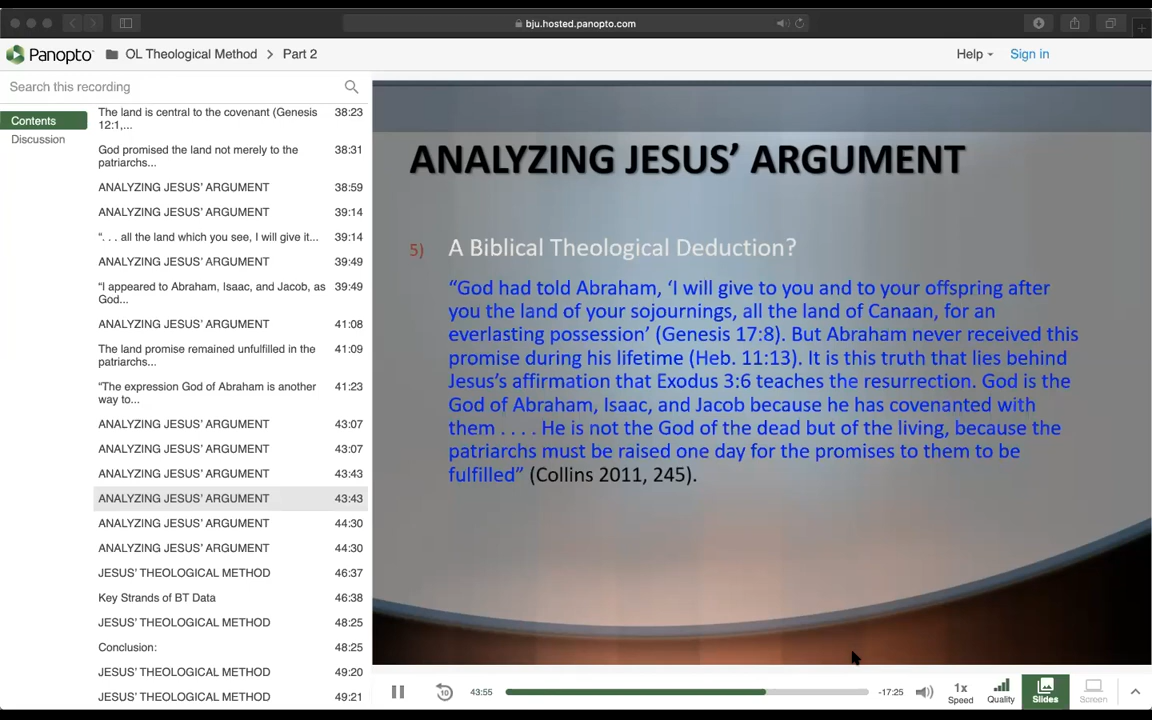 bju.hosted.panopto.com
Panopto
OL Theological Method > Part 2
Help
Sign in
Search this recording
Contents
Discussion
The land is central to the covenant (Genesis 12:1,... 38:23
God promised the land not merely to the patriarchs... 38:31
ANALYZING JESUS' ARGUMENT 38:59
ANALYZING JESUS' ARGUMENT 39:14
“. . . all the land which you see, I will give it... 39:14
ANALYZING JESUS' ARGUMENT 39:49
“I appeared to Abraham, Isaac, and Jacob, as God... 39:49
ANALYZING JESUS' ARGUMENT 41:08
The land promise remained unfulfilled in the patriarchs... 41:09
“The expression God of Abraham is another way to... 41:23
ANALYZING JESUS' ARGUMENT 43:07
ANALYZING JESUS' ARGUMENT 43:07
ANALYZING JESUS' ARGUMENT 43:43
ANALYZING JESUS' ARGUMENT 43:43
ANALYZING JESUS' ARGUMENT 44:30
ANALYZING JESUS' ARGUMENT 44:30
JESUS' THEOLOGICAL METHOD 46:37
Key Strands of BT Data 46:38
JESUS' THEOLOGICAL METHOD 48:25
Conclusion: 48:25
JESUS' THEOLOGICAL METHOD 49:20
JESUS' THEOLOGICAL METHOD 49:21
ANALYZING JESUS' ARGUMENT
5) A Biblical Theological Deduction?
“God had told Abraham, ‘I will give to you and to your offspring after
you the land of your sojournings, all the land of Canaan, for an
everlasting possession’ (Genesis 17:8). But Abraham never received this
promise during his lifetime (Heb. 11:13). It is this truth that lies behind
Jesus’s affirmation that Exodus 3:6 teaches the resurrection. God is the
God of Abraham, Isaac, and Jacob because he has covenanted with
them . . . . He is not the God of the dead but of the living, because the
patriarchs must be raised one day for the promises to them to be
fulfilled” (Collins 2011, 245).
10
43:55
-17:25
1x
Speed
Quality
Slides
Screen